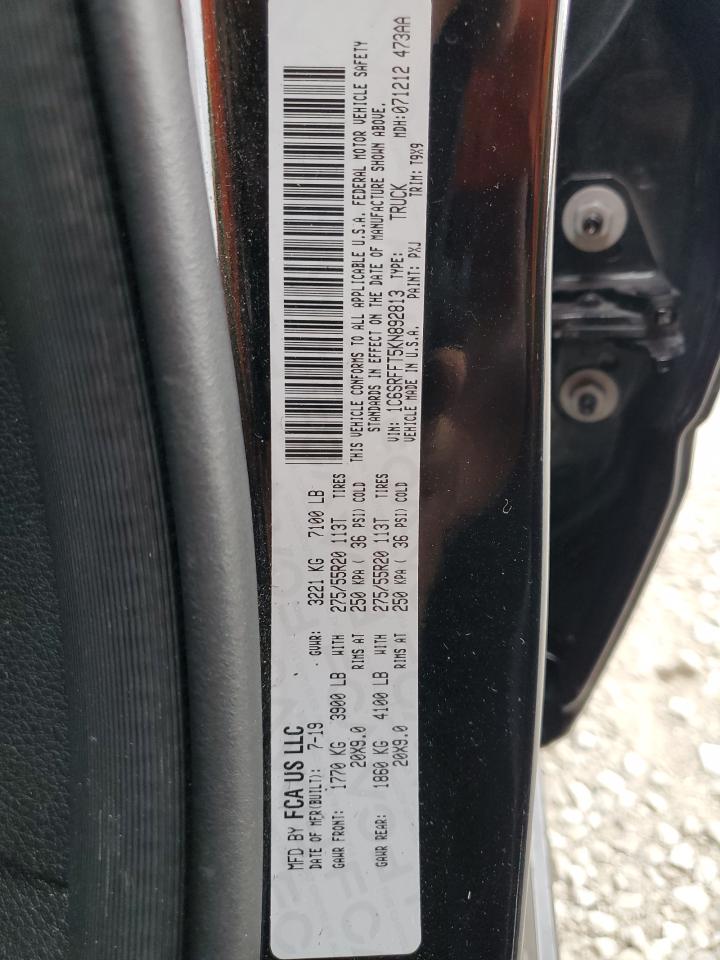 MFD BY FCA US LLC
DATE OF MFR(BUILT): 7-19 GVWR: 3221 KG 7100 LB
GAWR FRONT: 1770 KG 3900 LB WITH 275/55R20 113T TIRES
20X9.0 RIMS AT 250 KPA ( 36 PSI) COLD
GAWR REAR: 1860 KG 4100 LB WITH 275/55R20 113T TIRES
20X9.0 RIMS AT 250 KPA ( 36 PSI) COLD
THIS VEHICLE CONFORMS TO ALL APPLICABLE U.S.A. FEDERAL MOTOR VEHICLE SAFETY
STANDARDS IN EFFECT ON THE DATE OF MANUFACTURE SHOWN ABOVE.
VIN: 1C6SRFFT5KN892813 TYPE: TRUCK MDH:071212 473AA
VEHICLE MADE IN U.S.A. PAINT: PXJ TRIM: T9X9